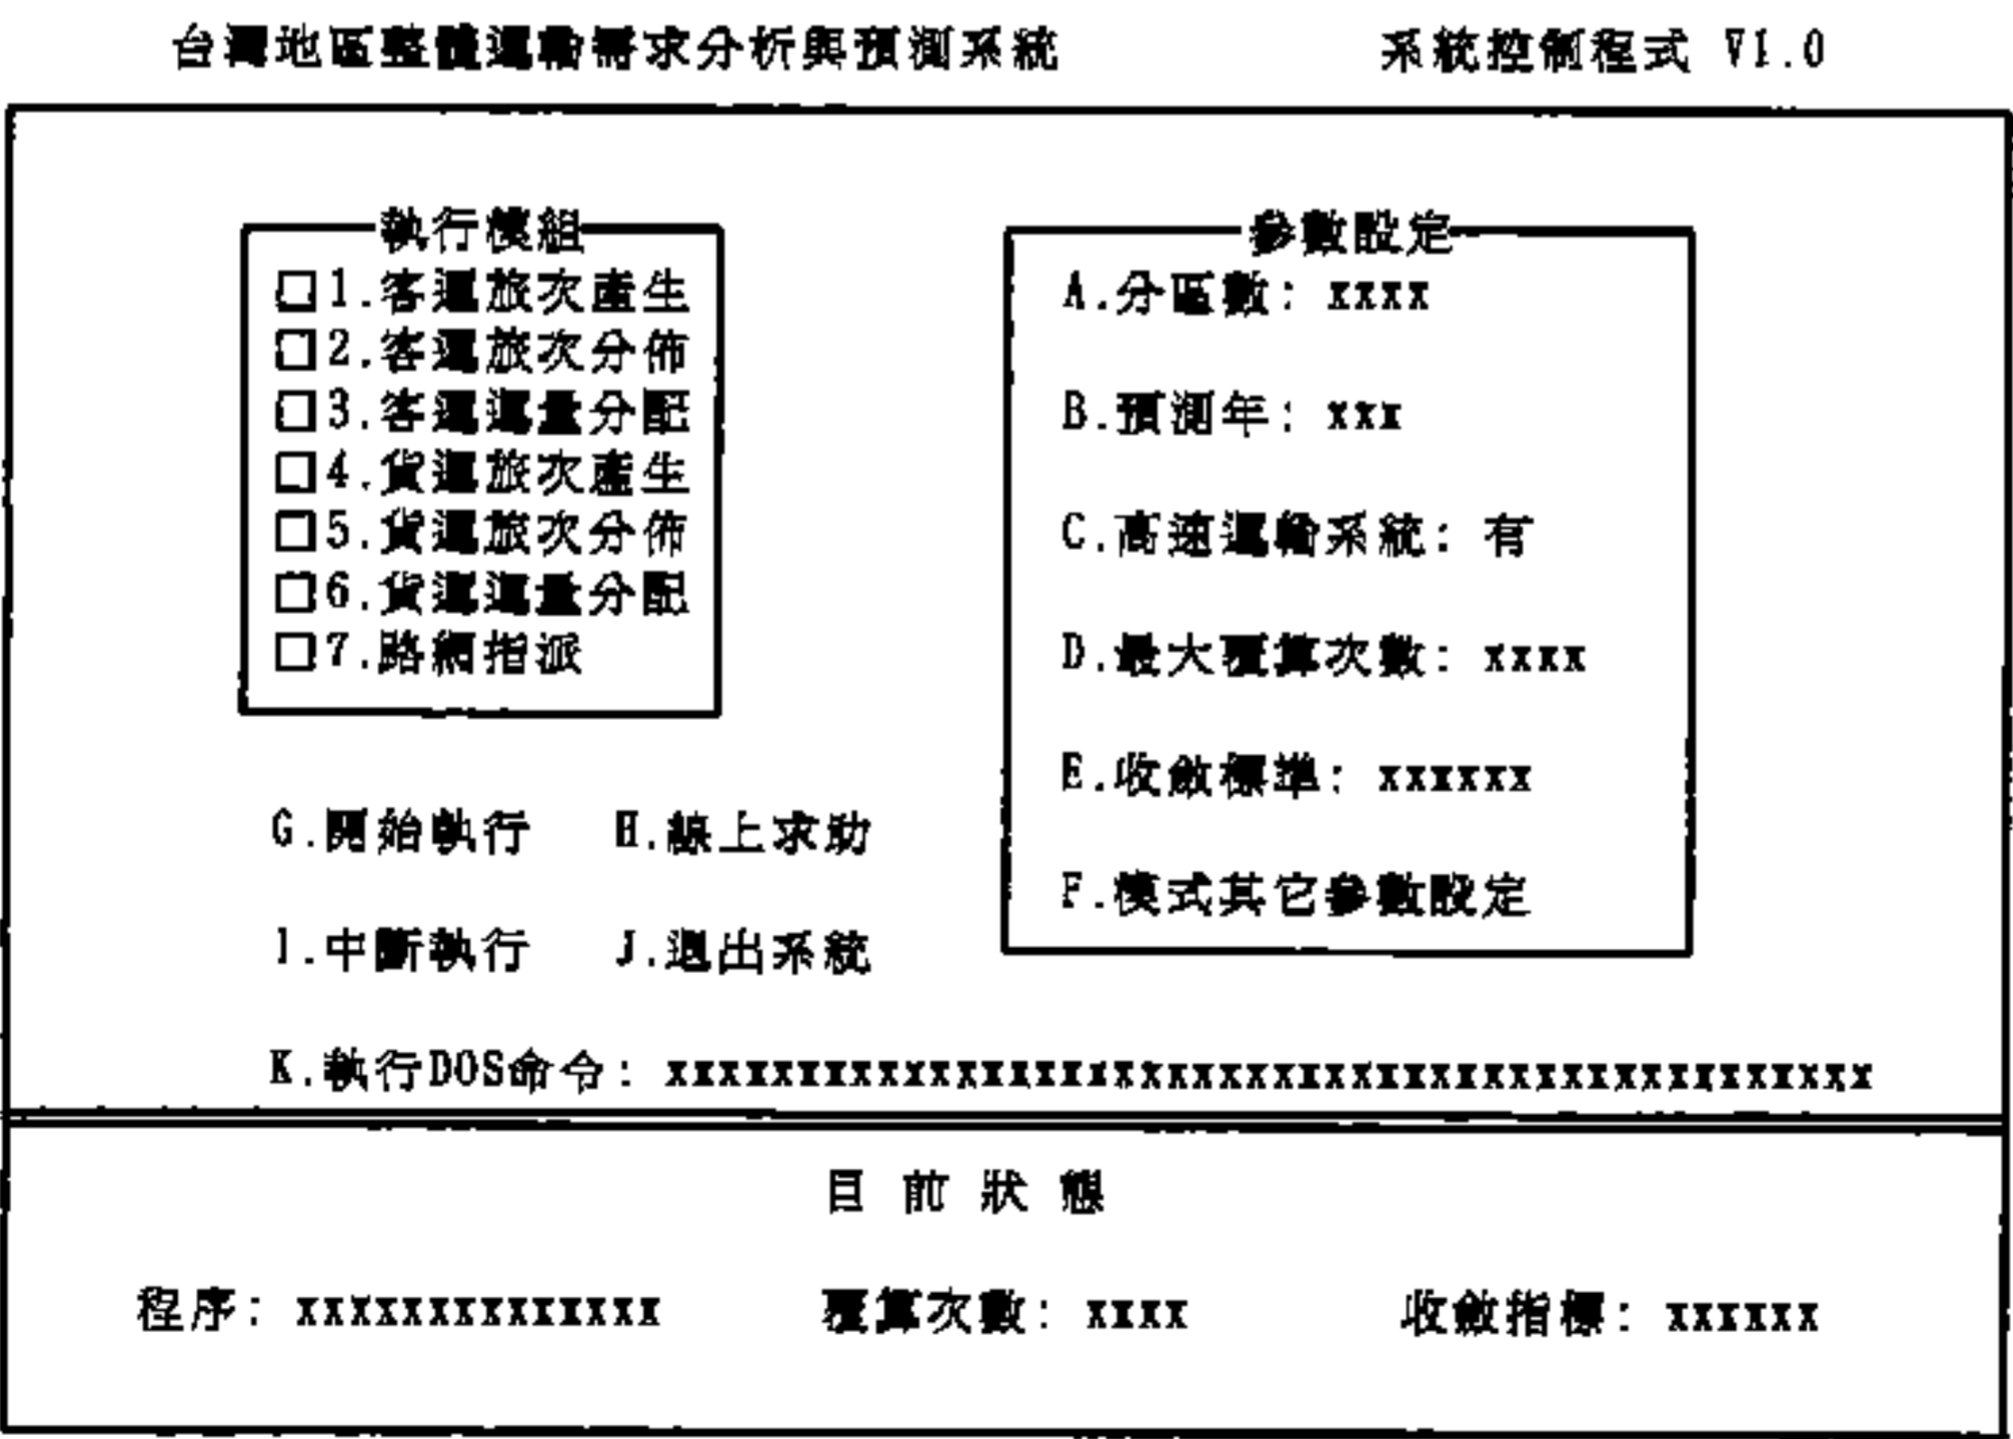 台灣地區整體運輸需求分析與預測系統 系統控制程式 V1.0
執行模組
□1.客運旅次產生
□2.客運旅次分佈
□3.客運運量分配
□4.貨運旅次產生
□5.貨運旅次分佈
□6.貨運運量分配
□7.路網指派
參數設定
A.分區數: xxxx
B.預測年: xxx
C.高速運輸系統: 有
D.最大覆算次數: xxxx
E.收斂標準: xxxxxx
F.模式其它參數設定
G.開始執行 H.線上求助
I.中斷執行 J.退出系統
K.執行DOS命令: xxxxxxxxxxxxxxxxxxxxxxxxxxxxxxxxxxxxxxxxxxxxxx
目前狀態
程序: xxxxxxxxxxxxxx 覆算次數: xxxx 收斂指標: xxxxxx